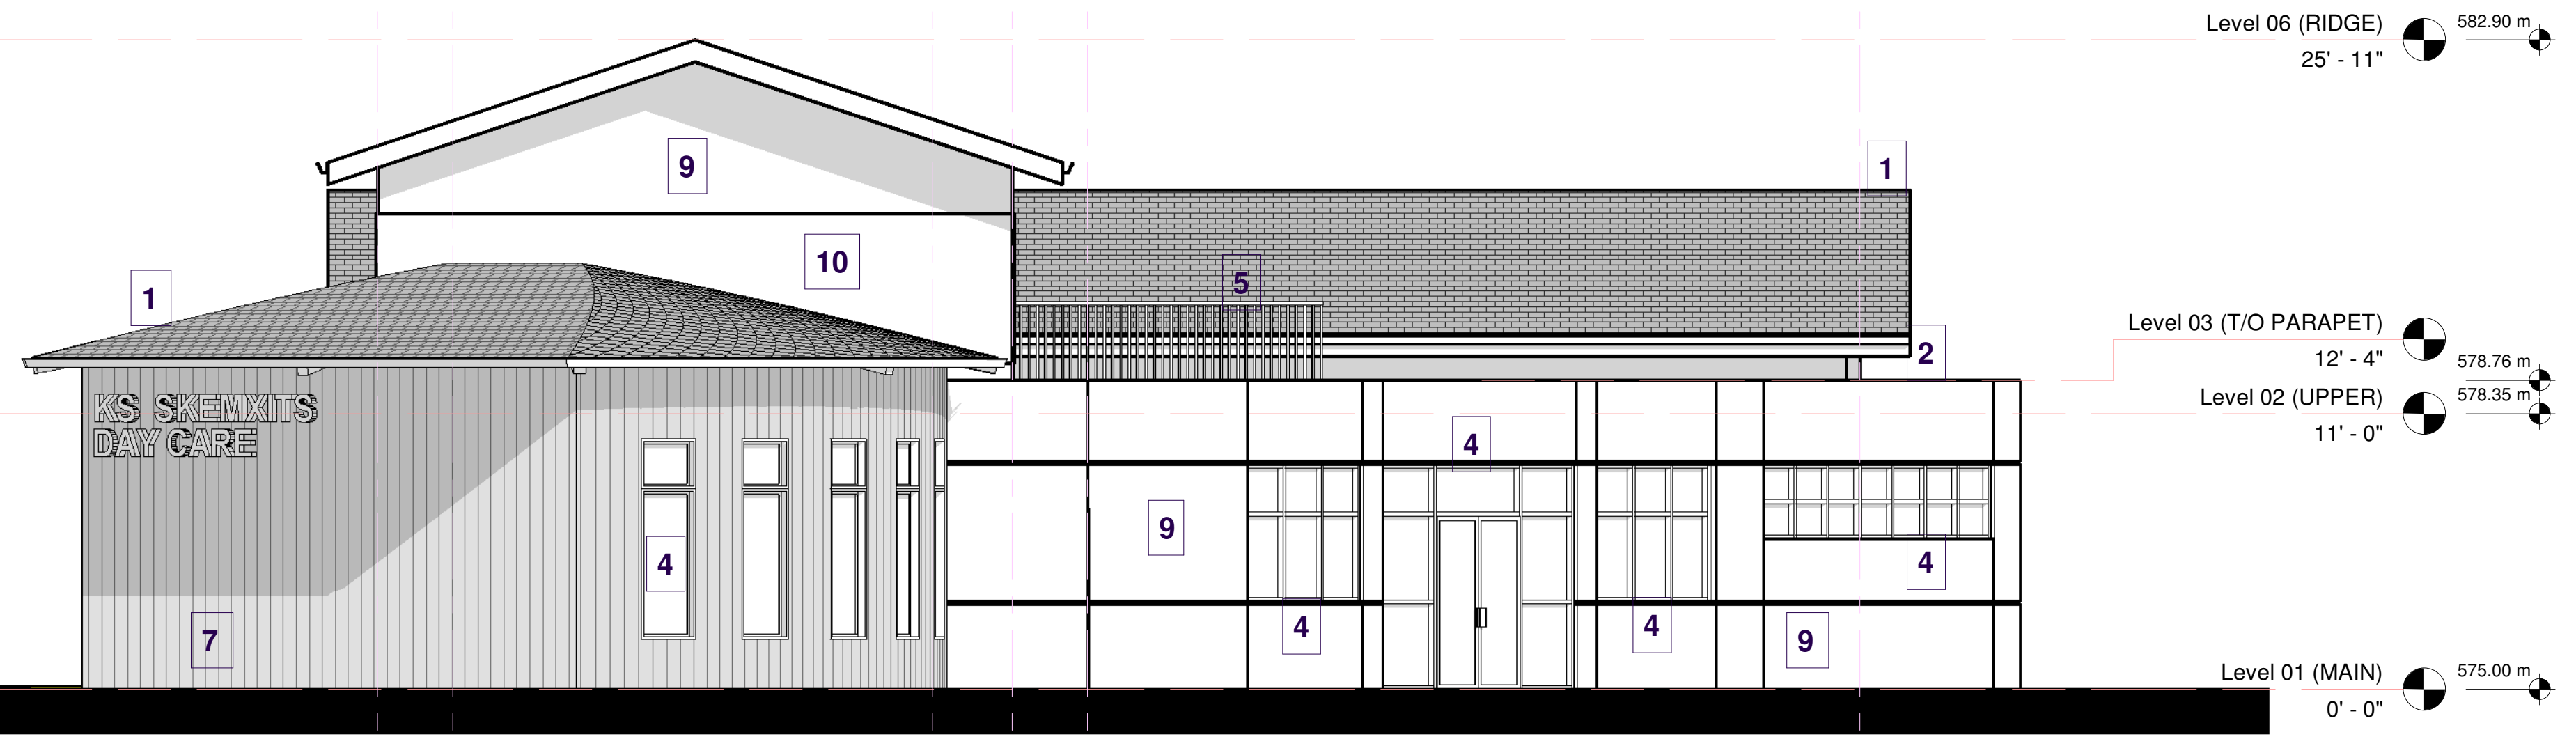 Level 06 (RIDGE)
582.90 m
25' - 11"
9
1
10
5
1
Level 03 (T/O PARAPET)
2
12' - 4"
578.76 m
Level 02 (UPPER)
578.35 m
11' - 0"
KS SKEMXITS
DAY CARE
4
9
4
4
4
4
7
9
Level 01 (MAIN)
575.00 m
0' - 0"